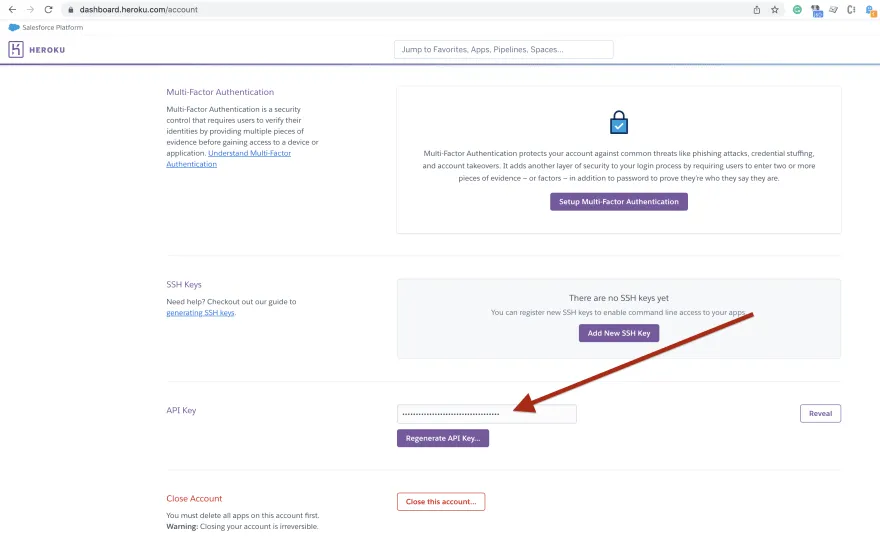 dashboard.heroku.com/account
Salesforce Platform
HEROKU
Jump to Favorites, Apps, Pipelines, Spaces...
Multi-Factor Authentication
Multi-Factor Authentication is a security
control that requires users to verify their
identities by providing multiple pieces of
evidence before gaining access to a device or
application. Understand Multi-Factor
Authentication
Multi-Factor Authentication protects your account against common threats like phishing attacks, credential stuffing,
and account takeovers. It adds another layer of security to your login process by requiring users to enter two or more
pieces of evidence — or factors — in addition to password to prove they're who they say they are.
Setup Multi-Factor Authentication
SSH Keys
Need help? Checkout our guide to
generating SSH keys.
There are no SSH keys yet
You can register new SSH keys to enable command line access to your apps.
Add New SSH Key
API Key
Reveal
Regenerate API Key...
Close Account
You must delete all apps on this account first.
Warning: Closing your account is irreversible.
Close this account...